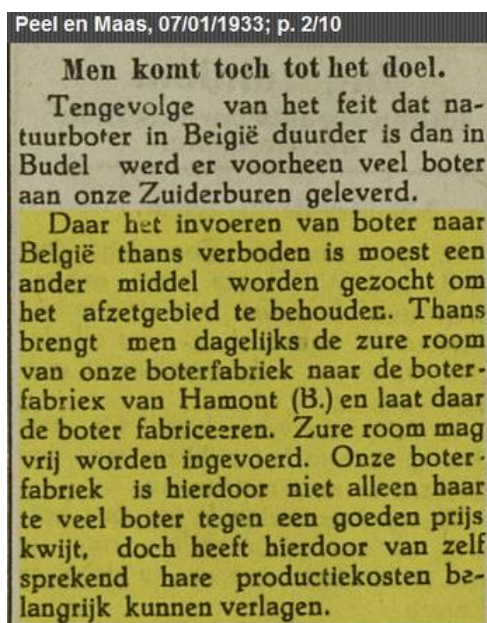 Peel en Maas, 07/01/1933; p. 2/10
Men komt toch tot het doel.
Tengevolge van het feit dat na-
tuurboter in België duurder is dan in
Budel werd er voorheen veel boter
aan onze Zuiderburen geleverd.
Daar het invoeren van boter naar
België thans verboden is moest een
ander middel worden gezocht om
het afzetgebied te behouden. Thans
brengt men dagelijks de zure room
van onze boterfabriek naar de boter-
fabriex van Hamont (B.) en laat daar
de boter fabriceeren. Zure room mag
vrij worden ingevoerd. Onze boter-
fabriek is hierdoor niet alleen haar
te veel boter tegen een goeden prijs
kwijt, doch heeft hierdoor van zelf
sprekend hare productiekosten be-
langrijk kunnen verlagen.